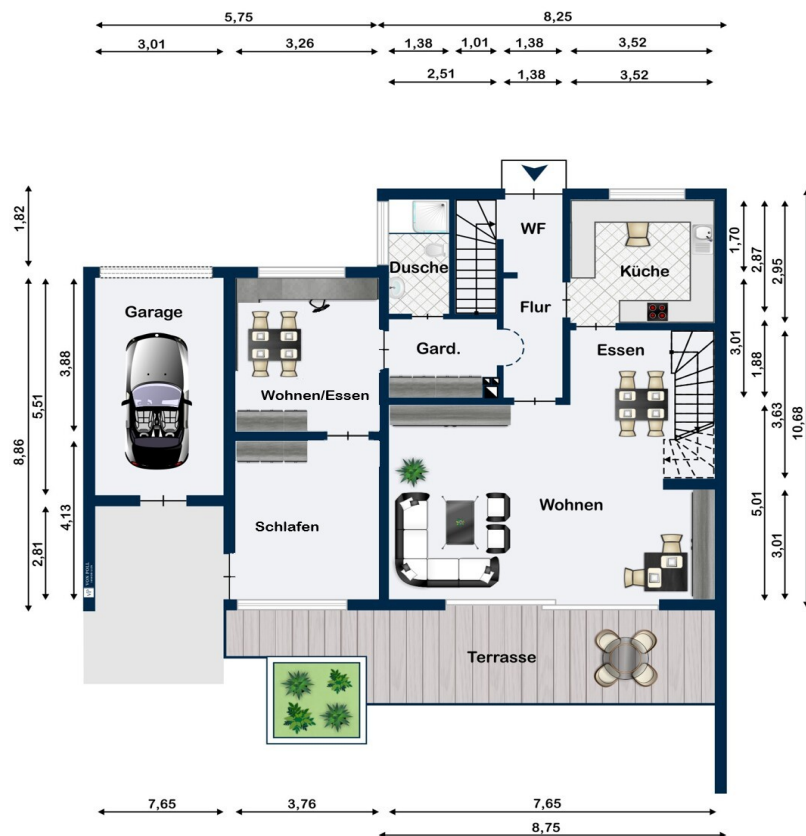 5,75
8,25
3,01
3,26
1,38
1,01
1,38
3,52
2,51
1,38
3,52
1,82
WF
1,70
2,87
2,95
Dusche
Küche
Garage
Flur
Gard.
Essen
3,88
5,51
8,86
3,01
1,88
3,63
10,68
Wohnen/Essen
Schlafen
Wohnen
4,13
2,81
5,01
3,01
VP VON POLL
Terrasse
7,65
3,76
7,65
8,75